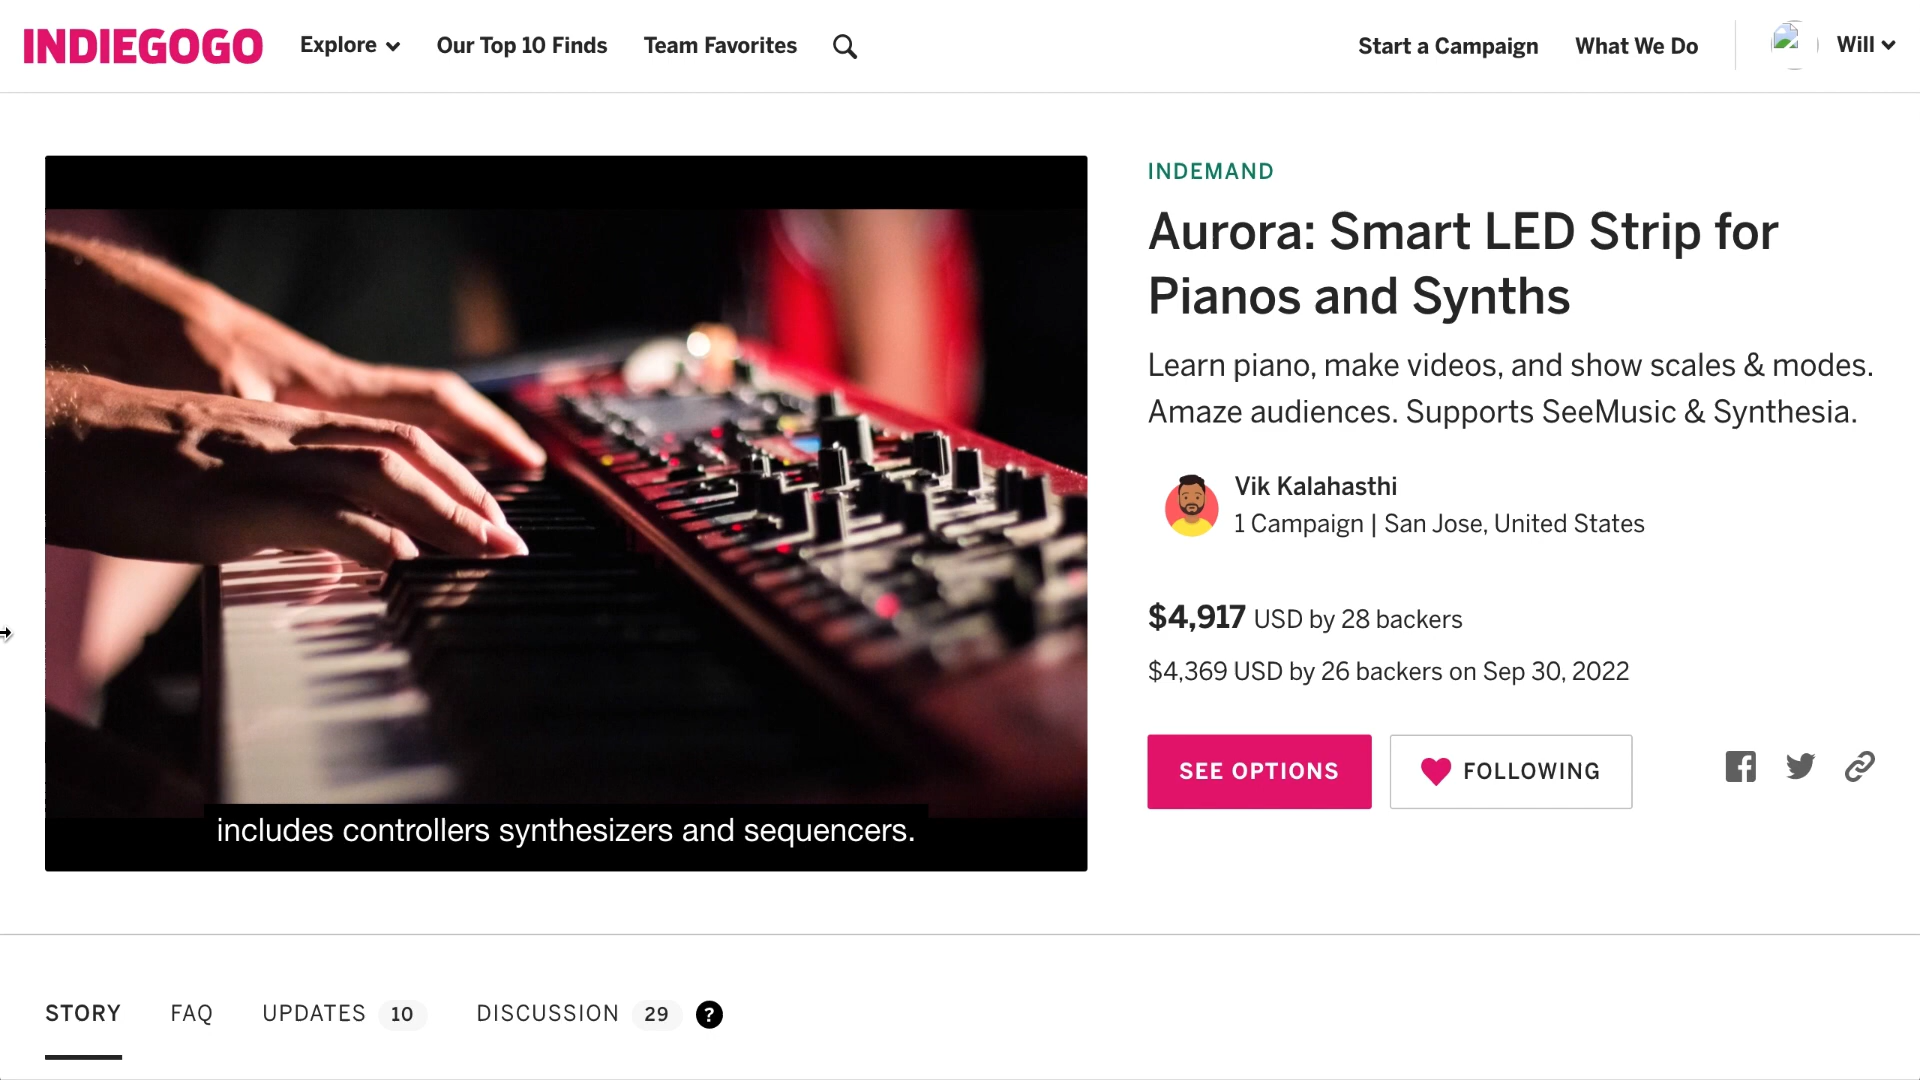 INDIEGOGO
Explore
Our Top 10 Finds
Team Favorites
Start a Campaign
What We Do
Will
INDEMAND
Aurora: Smart LED Strip for
Pianos and Synths
Learn piano, make videos, and show scales & modes.
Amaze audiences. Supports SeeMusic & Synthesia.
Vik Kalahasthi
1 Campaign | San Jose, United States
$4,917 USD by 28 backers
$4,369 USD by 26 backers on Sep 30, 2022
SEE OPTIONS
FOLLOWING
includes controllers synthesizers and sequencers.
STORY
FAQ
UPDATES 10
DISCUSSION 29 ?